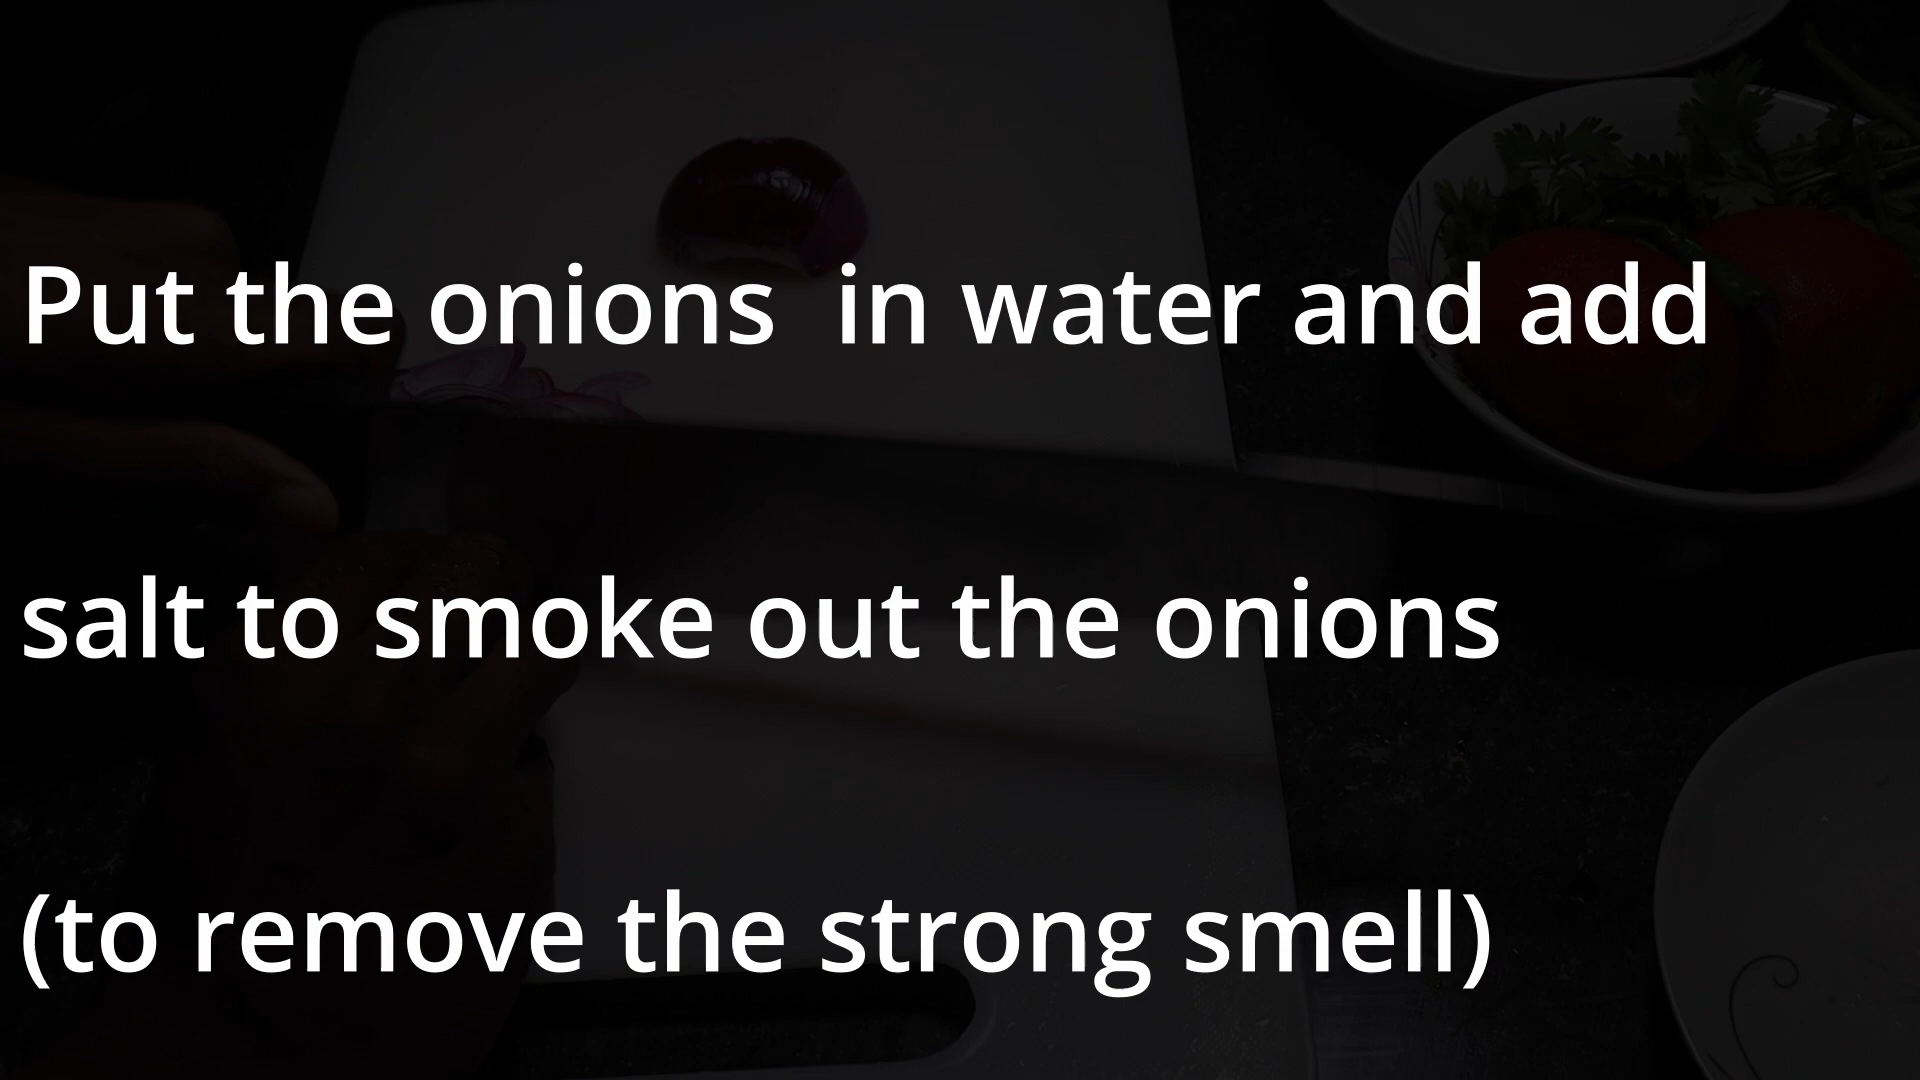 Put the onions  in water and add
salt to smoke out the onions
(to remove the strong smell)